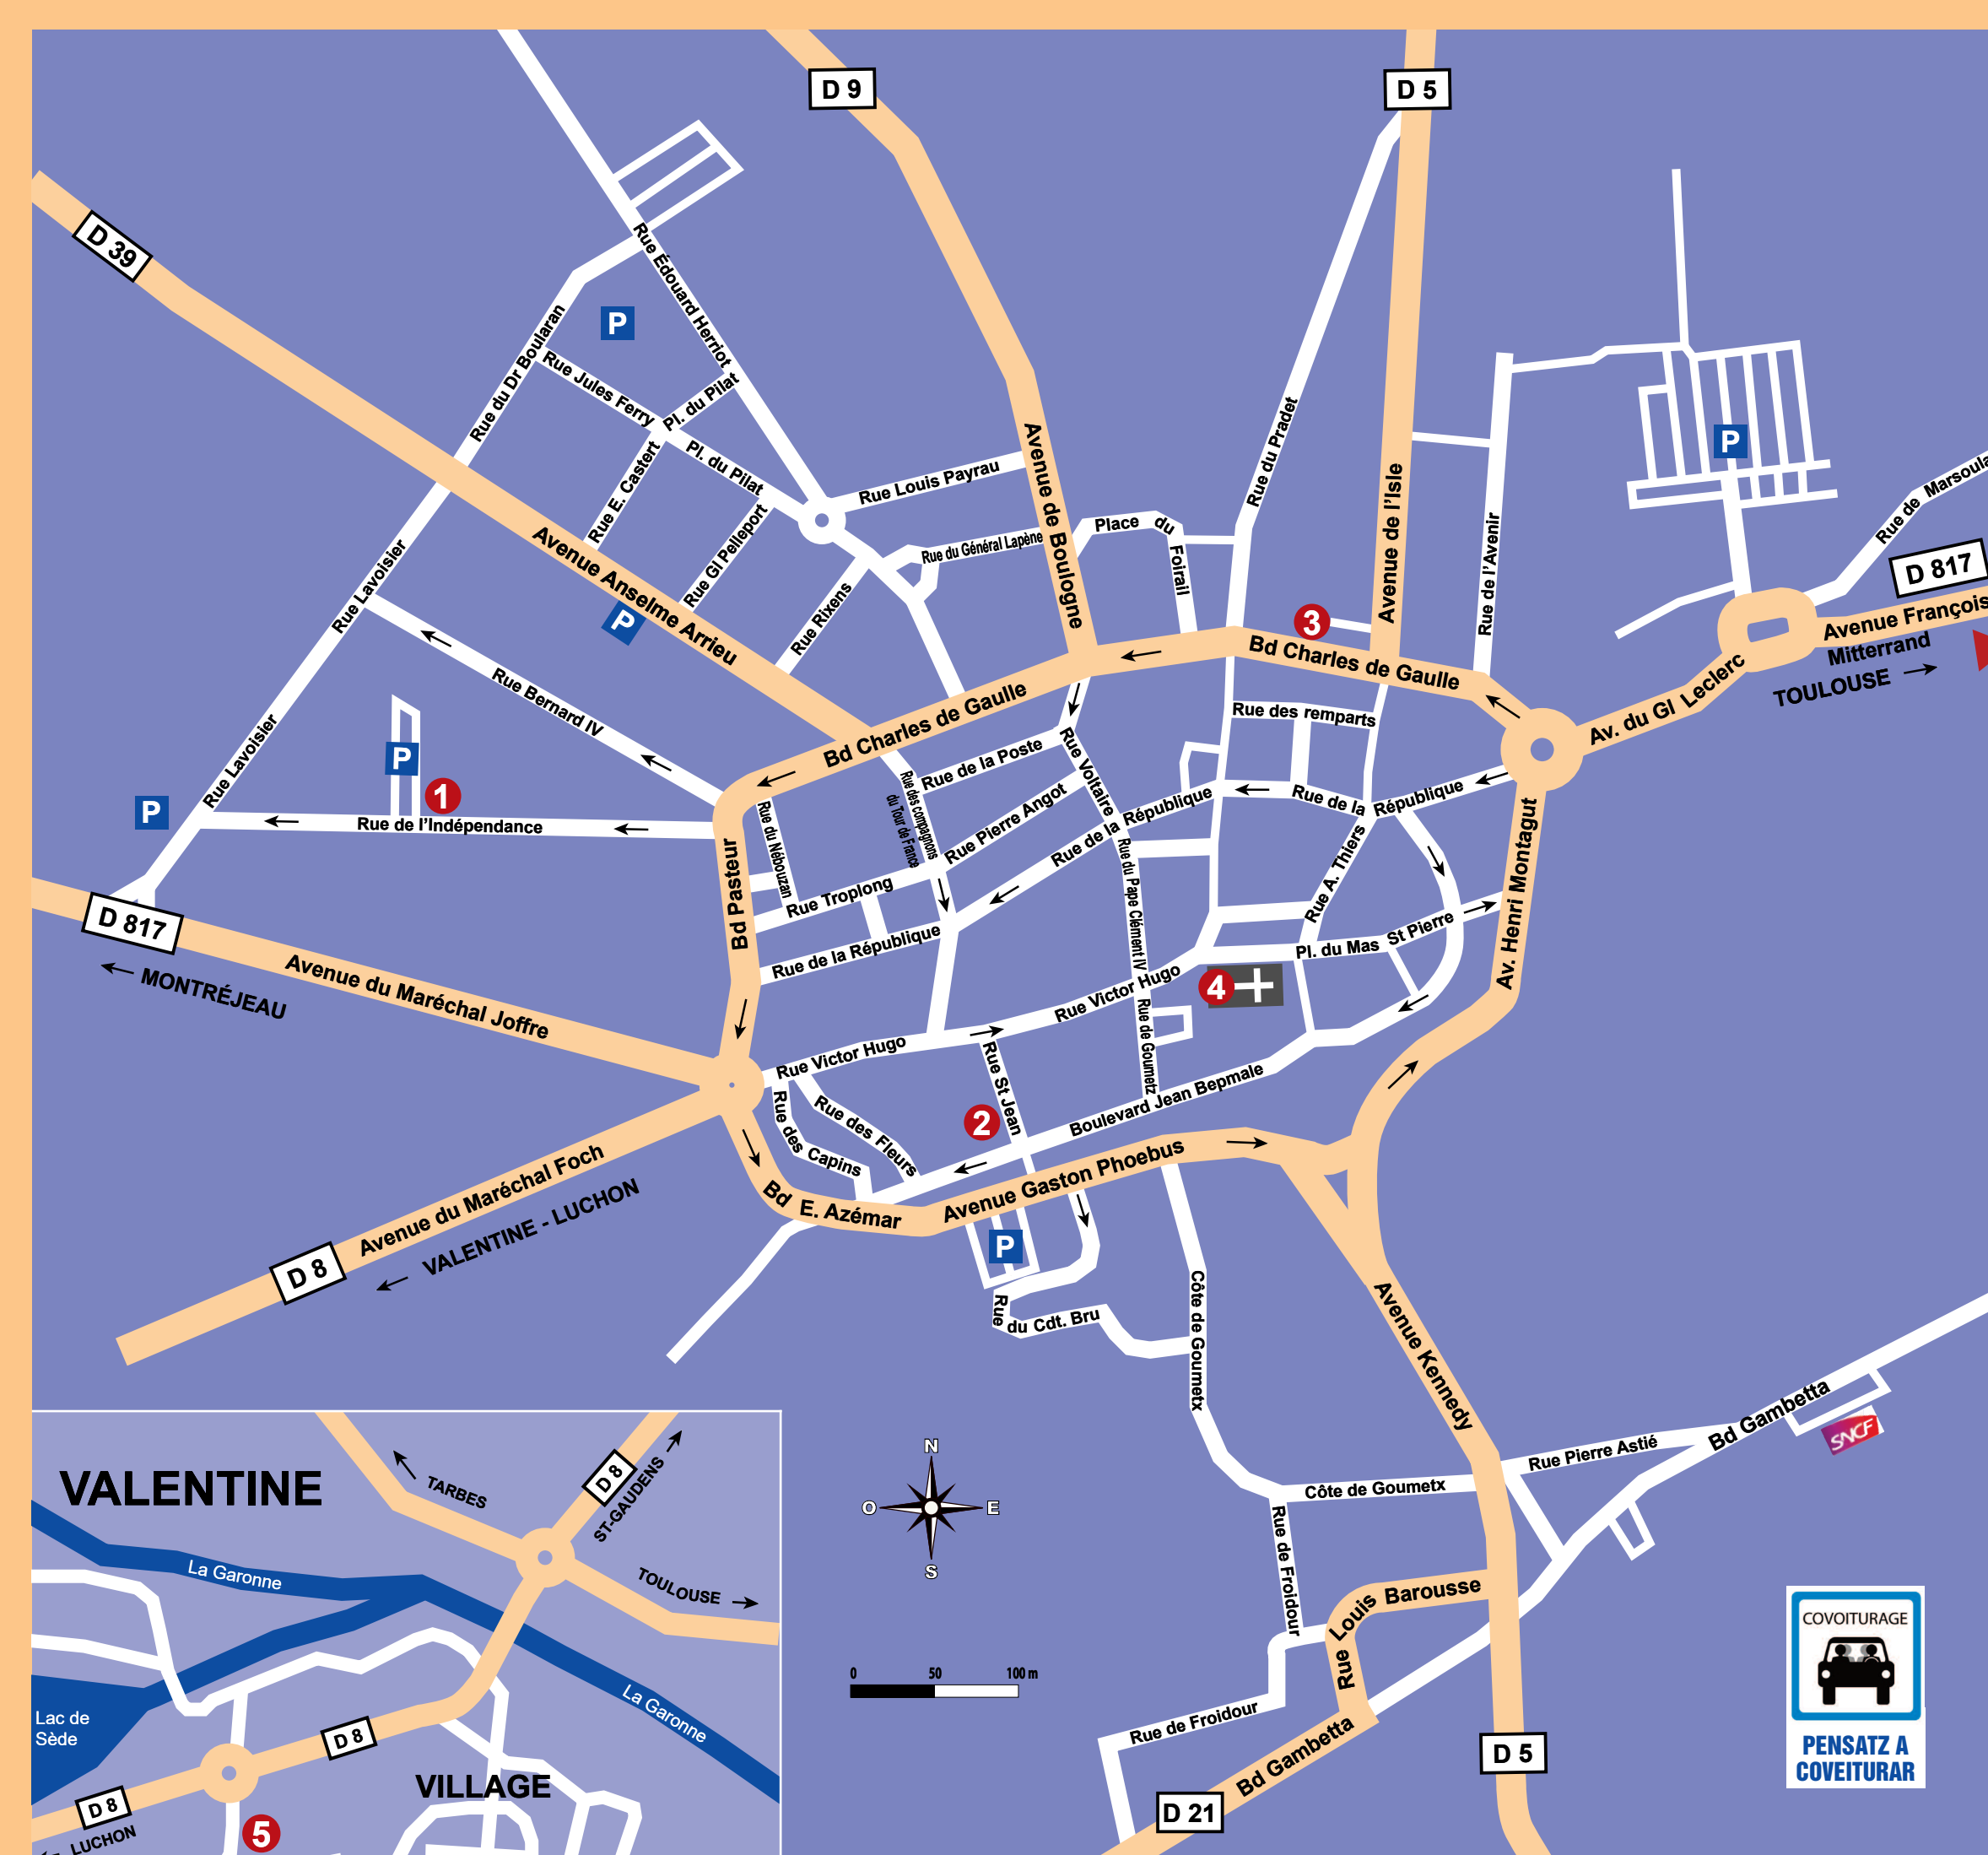 D 9
D 5
D 39
Rue Édouard Herriot
P
Rue du Dr Boularan
Rue Jules Ferry
Pl. du Pilat
Pl. du Pilat
Rue E. Castert
Rue Gl Pelleport
Rue Louis Payrau
Avenue de Boulogne
Rue du Général Lapène
Place du Foirail
Rue du Pradet
Avenue de l'Isle
Rue de l'Avenir
P
Rue de Marsoula
D 817
Avenue François
Mitterrand
TOULOUSE
Av. du Gl Leclerc
Avenue Anselme Arrieu
P
Rue Rixens
Rue Lavoisier
Rue Lavoisier
Rue Bernard IV
P
1
P
Rue de l'Indépendance
3
Bd Charles de Gaulle
Bd Charles de Gaulle
Rue des remparts
Rue de la Poste
Rue Voltaire
Rue des compagnons
du Tour de France
Rue Pierre Angot
Rue de la République
Rue de la République
Rue du Nébouzan
Rue Troplong
Rue de la République
Bd Pasteur
Rue du Pape Clément IV
Rue A. Thiers
Pl. du Mas St Pierre
Av. Henri Montagut
D 817
MONTRÉJEAU
Avenue du Maréchal Joffre
4
Rue Victor Hugo
Rue Victor Hugo
Rue de Goumetz
Rue St Jean
2
Rue des Fleurs
Rue des Capins
Boulevard Jean Bepmale
Avenue Gaston Phoebus
Bd E. Azémar
Avenue du Maréchal Foch
D 8
VALENTINE - LUCHON
P
Rue du Cdt. Bru
Côte de Goumetx
Avenue Kennedy
Côte de Goumetx
Rue Pierre Astié
Bd Gambetta
SNCF
Rue de Froidour
Rue Louis Barousse
Rue de Froidour
Bd Gambetta
D 21
D 5
N
O
E
S
0 50 100 m
COVOITURAGE
PENSATZ A
COVEITURAR
VALENTINE
TARBES
D 8
ST-GAUDENS
TOULOUSE
La Garonne
La Garonne
Lac de
Sède
D 8
VILLAGE
D 8
LUCHON
5